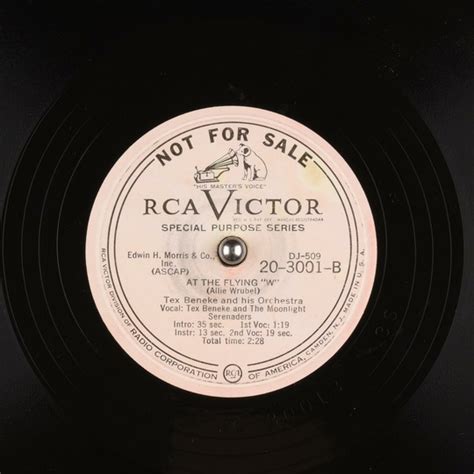 NOT FOR SALE
"HIS MASTER'S VOICE"
RCA VICTOR
SPECIAL PURPOSE SERIES
Edwin H. Morris & Co.,
Inc.
(ASCAP)
DJ-509
20-3001-B
AT THE FLYING "W"
(Allie Wrubel)
Tex Beneke and his Orchestra
Vocal: Tex Beneke and The Moonlight
Serenaders
Intro: 35 sec. 1st Voc: 1:19
Instr: 13 sec. 2nd Voc: 19 sec.
Total time: 2:28
RCA VICTOR DIVISION OF RADIO CORPORATION OF AMERICA, CAMDEN, N.J. MADE IN U.S.A.
RCA